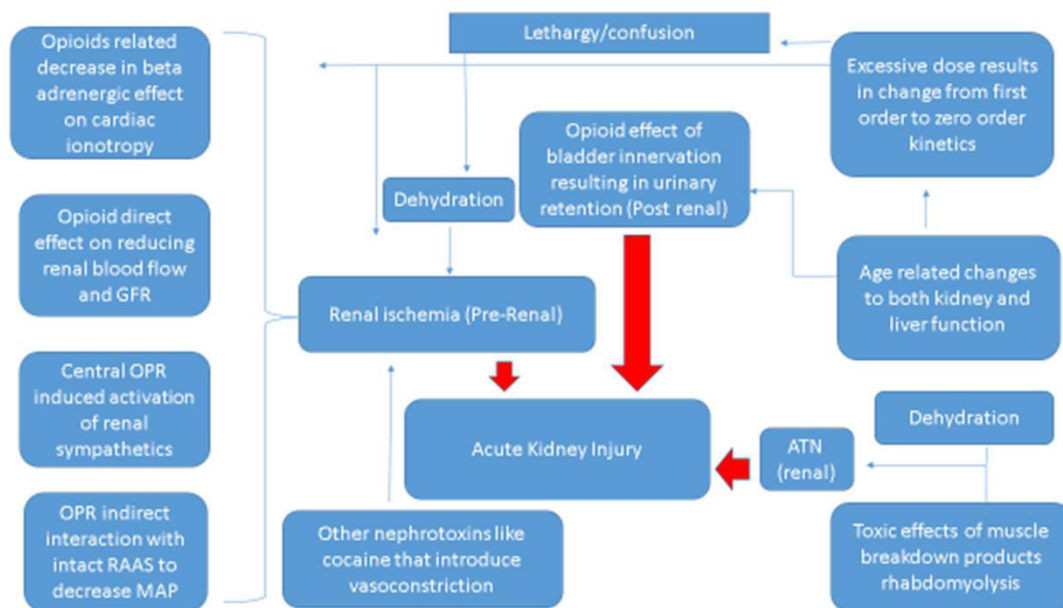 Opioids related
decrease in beta
adrenergic effect
on cardiac
ionotropy
Opioid direct
effect on reducing
renal blood flow
and GFR
Central OPR
induced activation
of renal
sympathetics
OPR indirect
interaction with
intact RAAS to
decrease MAP
Lethargy/confusion
Dehydration
Opioid effect of
bladder innervation
resulting in urinary
retention (Post renal)
Excessive dose results
in change from first
order to zero order
kinetics
Age related changes
to both kidney and
liver function
Renal ischemia (Pre-Renal)
Acute Kidney Injury
ATN
(renal)
Dehydration
Other nephrotoxins like
cocaine that introduce
vasoconstriction
Toxic effects of muscle
breakdown products
rhabdomyolysis